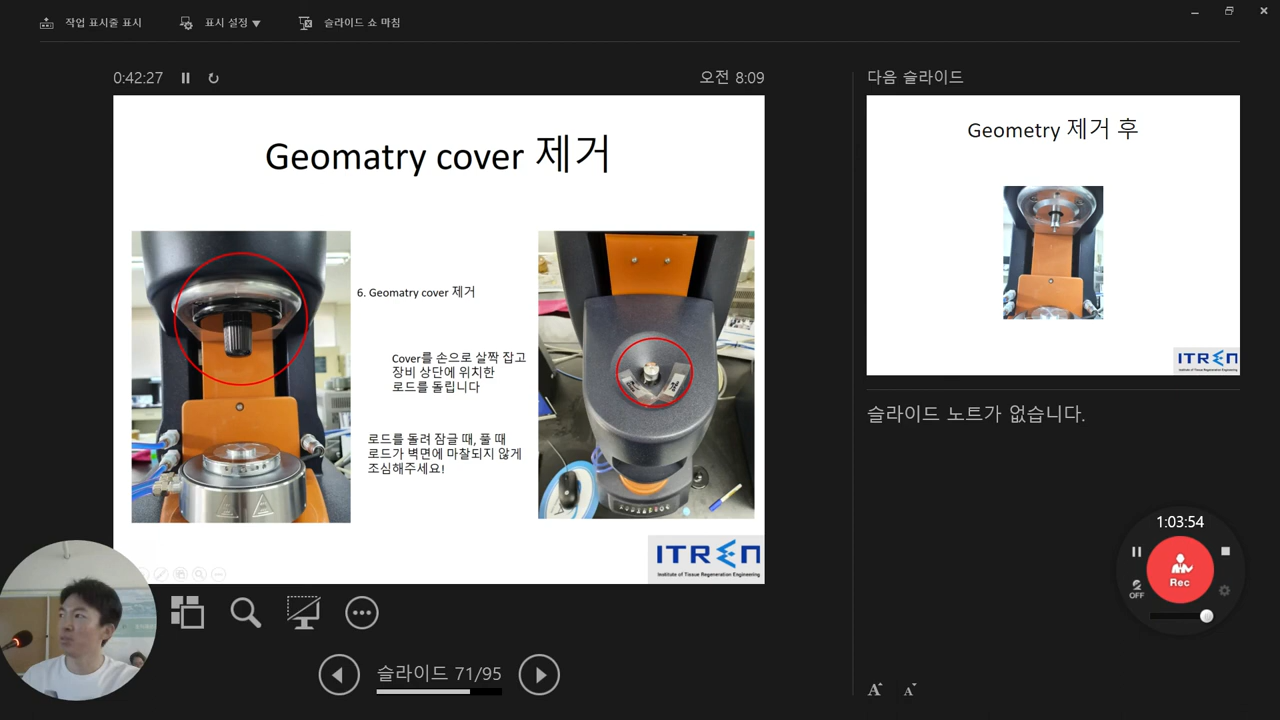 작업 표시줄 표시
표시 설정 ▼
슬라이드 쇼 마침
0:42:27
오전 8:09
다음 슬라이드
Geomatry cover 제거
6. Geomatry cover 제거
Cover를 손으로 살짝 잡고
장비 상단에 위치한
로드를 돌립니다
로드를 돌려 잠글 때, 풀 때
로드가 벽면에 마찰되지 않게
조심해주세요!
ITREN
Institute of Tissue Regeneration Engineering
Geometry 제거 후
ITREN
Institute of Tissue Regeneration Engineering
슬라이드 노트가 없습니다.
1:03:54
Rec
OFF
슬라이드 71/95
A A